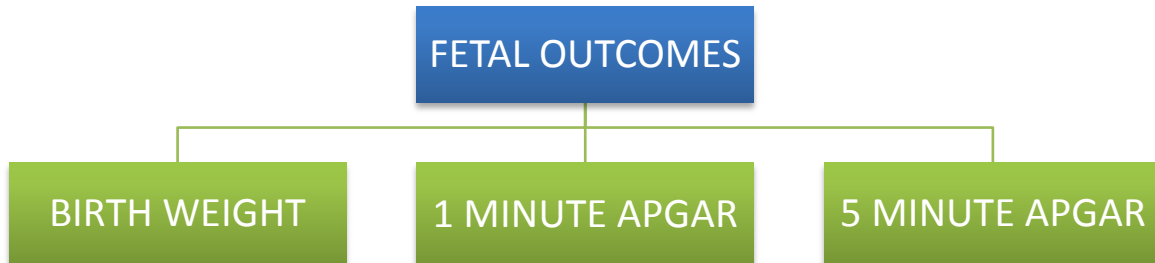 FETAL OUTCOMES
BIRTH WEIGHT
1 MINUTE APGAR
5 MINUTE APGAR